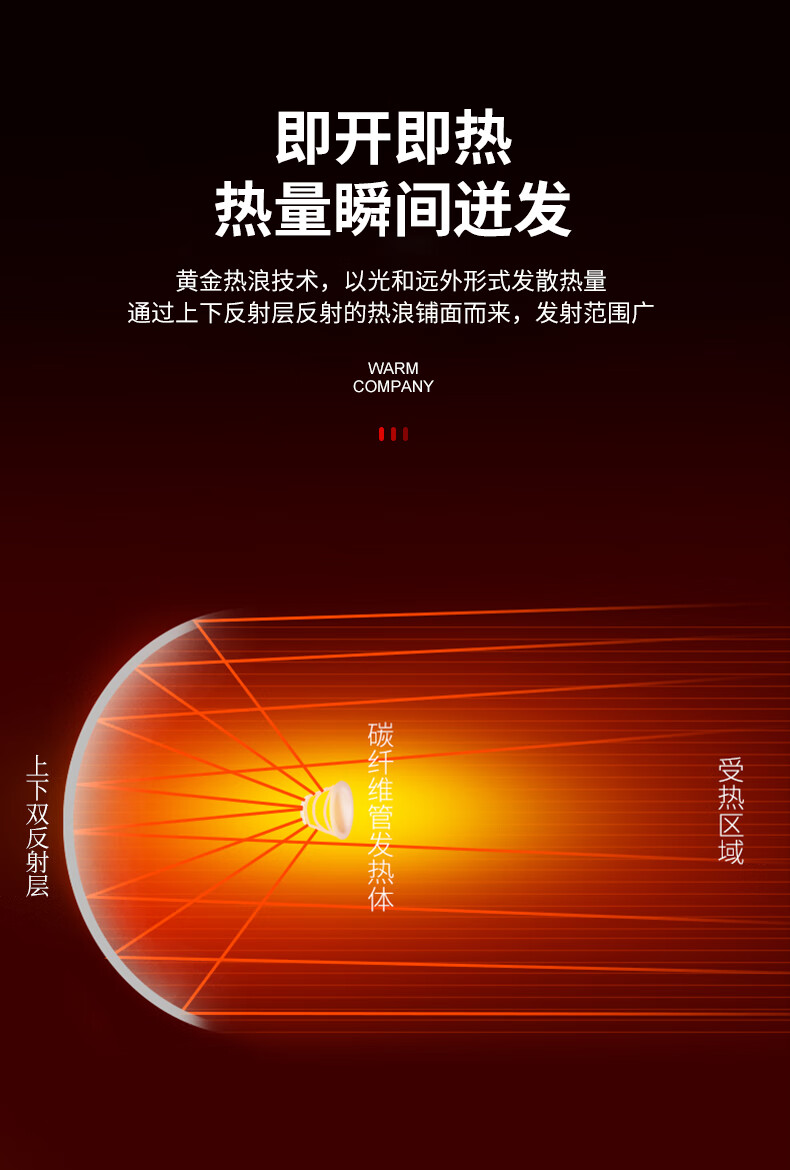 即开即热
热量瞬间迸发
黄金热浪技术，以光和远外形式发散热量
通过上下反射层反射的热浪铺面而来，发射范围广
WARM
COMPANY
上下双反射层
碳纤维管发热体
受热区域